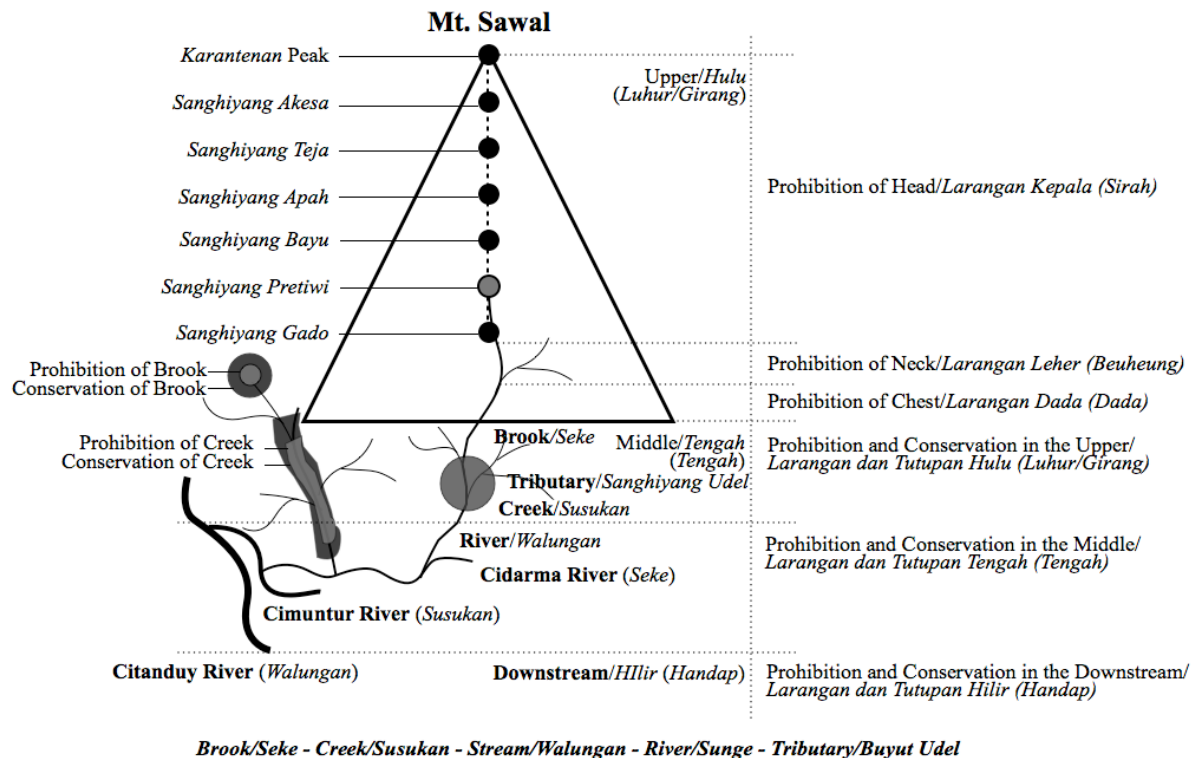 Mt. Sawal
Karantenan Peak
Upper/Hulu
(Luhur/Girang)
Sanghiyang Akesa
Sanghiyang Teja
Sanghiyang Apah
Prohibition of Head/Larangan Kepala (Sirah)
Sanghiyang Bayu
Sanghiyang Pretiwi
Sanghiyang Gado
Prohibition of Brook
Conservation of Brook
Prohibition of Neck/Larangan Leher (Beuheung)
Prohibition of Chest/Larangan Dada (Dada)
Prohibition of Creek
Conservation of Creek
Brook/Seke
Middle/Tengah
(Tengah)
Prohibition and Conservation in the Upper/
Larangan dan Tutupan Hulu (Luhur/Girang)
Tributary/Sanghiyang Udel
Creek/Susukan
River/Walungan
Prohibition and Conservation in the Middle/
Larangan dan Tutupan Tengah (Tengah)
Cidarma River (Seke)
Cimuntur River (Susukan)
Citanduy River (Walungan)
Downstream/HIlir (Handap)
Prohibition and Conservation in the Downstream/
Larangan dan Tutupan Hilir (Handap)
Brook/Seke - Creek/Susukan - Stream/Walungan - River/Sunge - Tributary/Buyut Udel